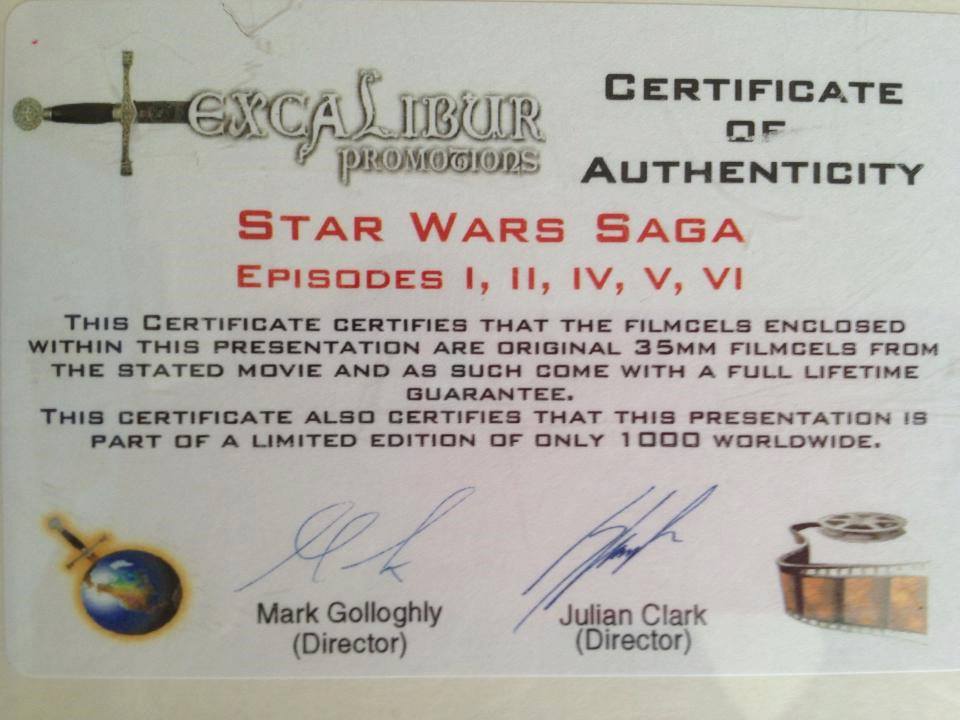 EXCALIBUR
PROMOTIONS
CERTIFICATE
OF
AUTHENTICITY
STAR WARS SAGA
EPISODES I, II, IV, V, VI
THIS CERTIFICATE CERTIFIES THAT THE FILMCELS ENCLOSED
WITHIN THIS PRESENTATION ARE ORIGINAL 35MM FILMCELS FROM
THE STATED MOVIE AND AS SUCH COME WITH A FULL LIFETIME
GUARANTEE.
THIS CERTIFICATE ALSO CERTIFIES THAT THIS PRESENTATION IS
PART OF A LIMITED EDITION OF ONLY 1000 WORLDWIDE.
Mark Golloghly
(Director)
Julian Clark
(Director)